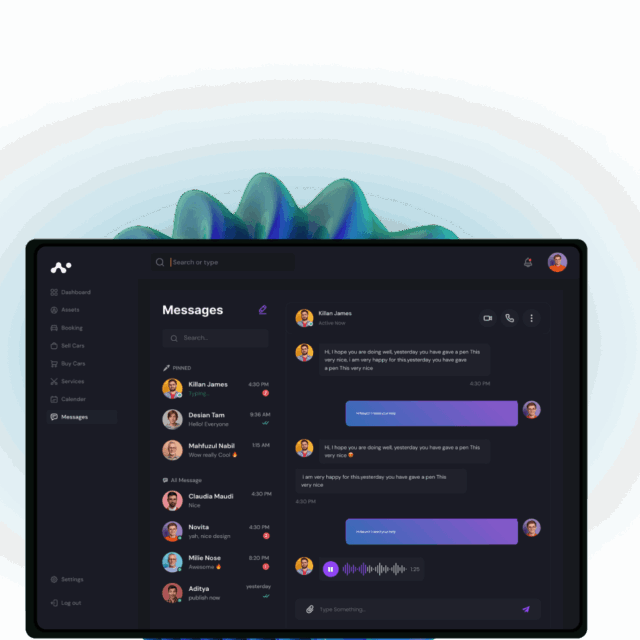 Search or type
Dashboard
Assets
Booking
Sell Cars
Buy Cars
Services
Calender
Messages
Settings
Log out
Messages
Search...
PINNED
Killan James
4:30 PM
Typing...
Desian Tam
9:36 AM
Hello! Everyone
Mahfuzul Nabil
1:15 AM
Wow really Cool 🔥
All Message
Claudia Maudi
4:30 PM
Nice
Novita
4:30 PM
yah, nice design
Milie Nose
8:20 PM
Awesome 🔥
Aditya
yesterday
publish now
Killan James
Active Now
Hi, I hope you are doing well, yesterday you have gave a pen This
very nice, i am very happy for this.yesterday you have gave
a pen This very nice
4:30 PM
Hi, I hope you are doing well, yesterday you have gave a pen This
very nice 😍
i am very happy for this.yesterday you have gave a pen This
very nice
4:30 PM
1:25
Type Something...